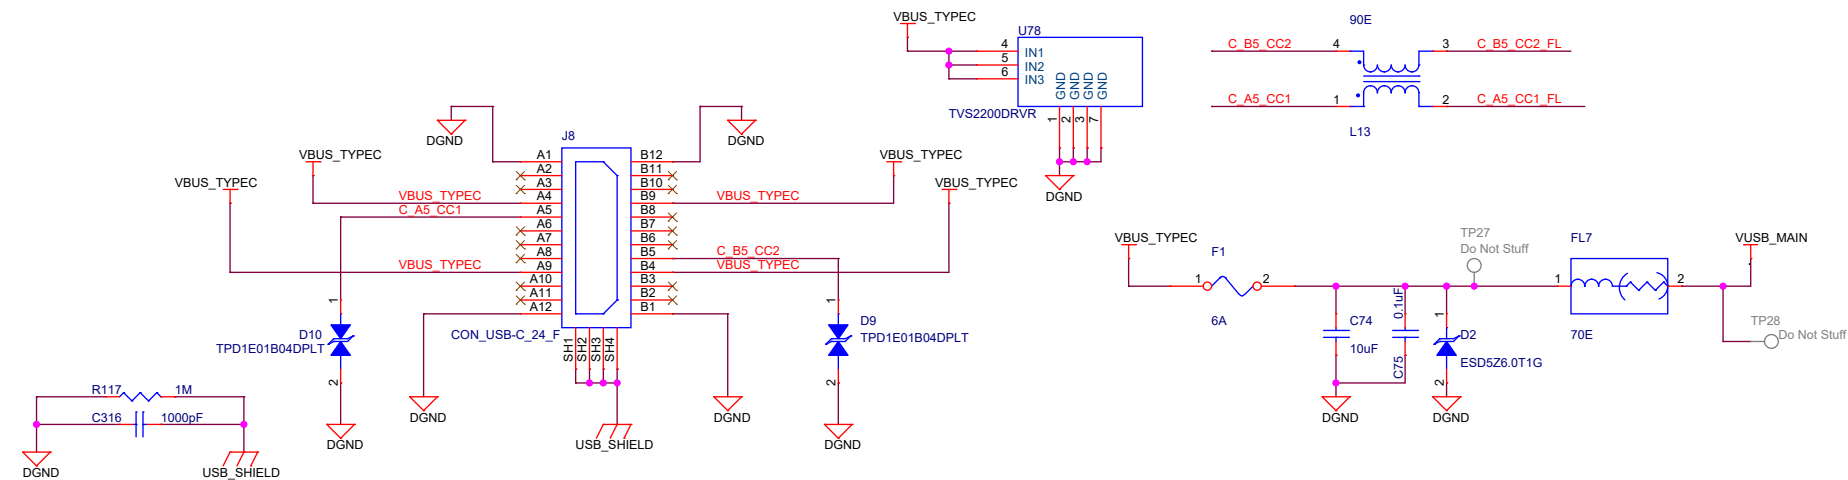 VBUS_TYPEC
U78
4
IN1
5
IN2
6
IN3
GND
GND
GND
GND
TVS2200DRVR
1
2
3
7
DGND
90E
C_B5_CC2
4
3
C_B5_CC2_FL
C_A5_CC1
1
2
C_A5_CC1_FL
L13
DGND
DGND
J8
VBUS_TYPEC
VBUS_TYPEC
VBUS_TYPEC
VBUS_TYPEC
VBUS_TYPEC
C_A5_CC1
VBUS_TYPEC
A1
A2
A3
A4
A5
A6
A7
A8
A9
A10
A11
A12
B12
B11
B10
B9
B8
B7
B6
B5
B4
B3
B2
B1
VBUS_TYPEC
C_B5_CC2
VBUS_TYPEC
CON_USB-C_24_F
SH1
SH2
SH3
SH4
1
D10
TPD1E01B04DPLT
2
DGND
1
D9
TPD1E01B04DPLT
2
DGND
DGND
DGND
USB_SHIELD
R117
1M
C316
1000pF
DGND
USB_SHIELD
VBUS_TYPEC
F1
1
2
6A
C74
10uF
0.1uF
C75
DGND
1
D2
ESD5Z6.0T1G
2
DGND
TP27
Do Not Stuff
FL7
1
2
70E
VUSB_MAIN
TP28
Do Not Stuff